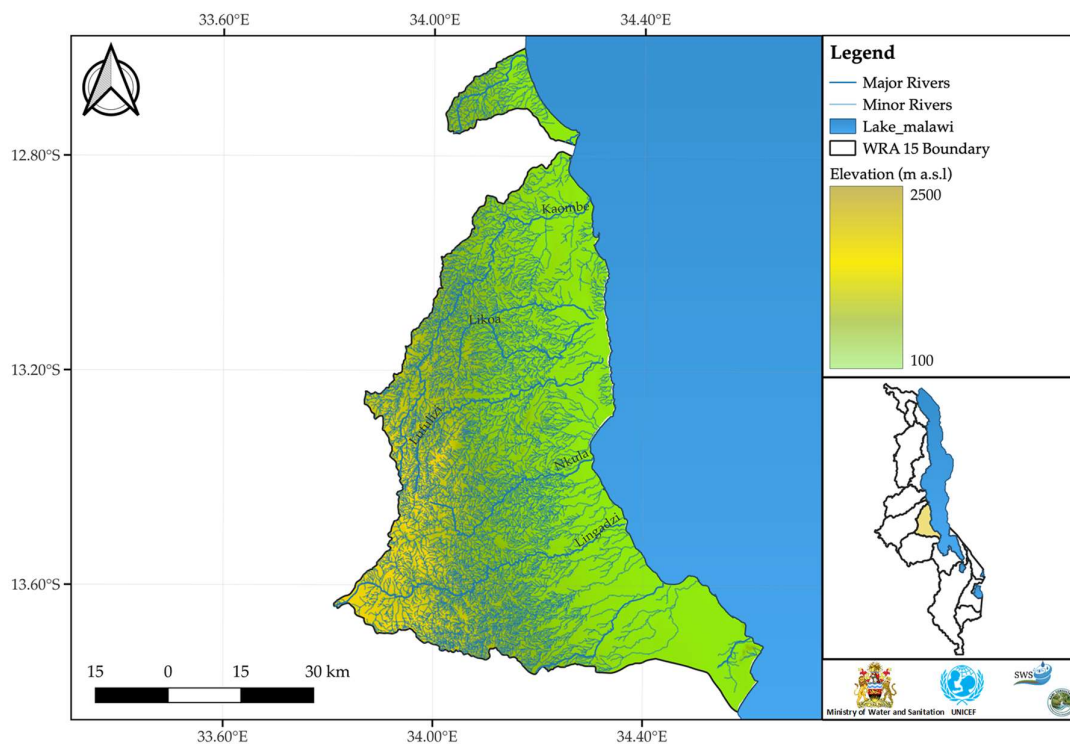 33.60°E
34.00°E
34.40°E
12.80°S
13.20°S
13.60°S
Kaombe
Likoa
Lifulizi
Nkula
Lingadzi
15
0
15
30 km
33.60°E
34.00°E
34.40°E
Legend
Major Rivers
Minor Rivers
Lake_malawi
WRA 15 Boundary
Elevation (m a.s.l)
2500
100
Ministry of Water and Sanitation
UNICEF
SWS